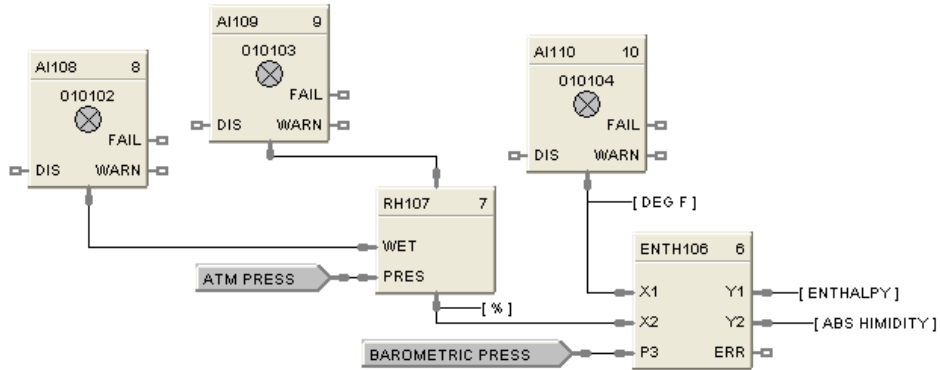 AI109 9
010103
FAIL
DIS WARN
AI108 8
010102
FAIL
DIS WARN
AI110 10
010104
FAIL
DIS WARN
RH107 7
WET
PRES
ATM PRESS
[ % ]
[ DEG F ]
ENTH106 6
X1 Y1
X2 Y2
P3 ERR
[ ENTHALPY ]
[ ABS HIMIDITY ]
BAROMETRIC PRESS